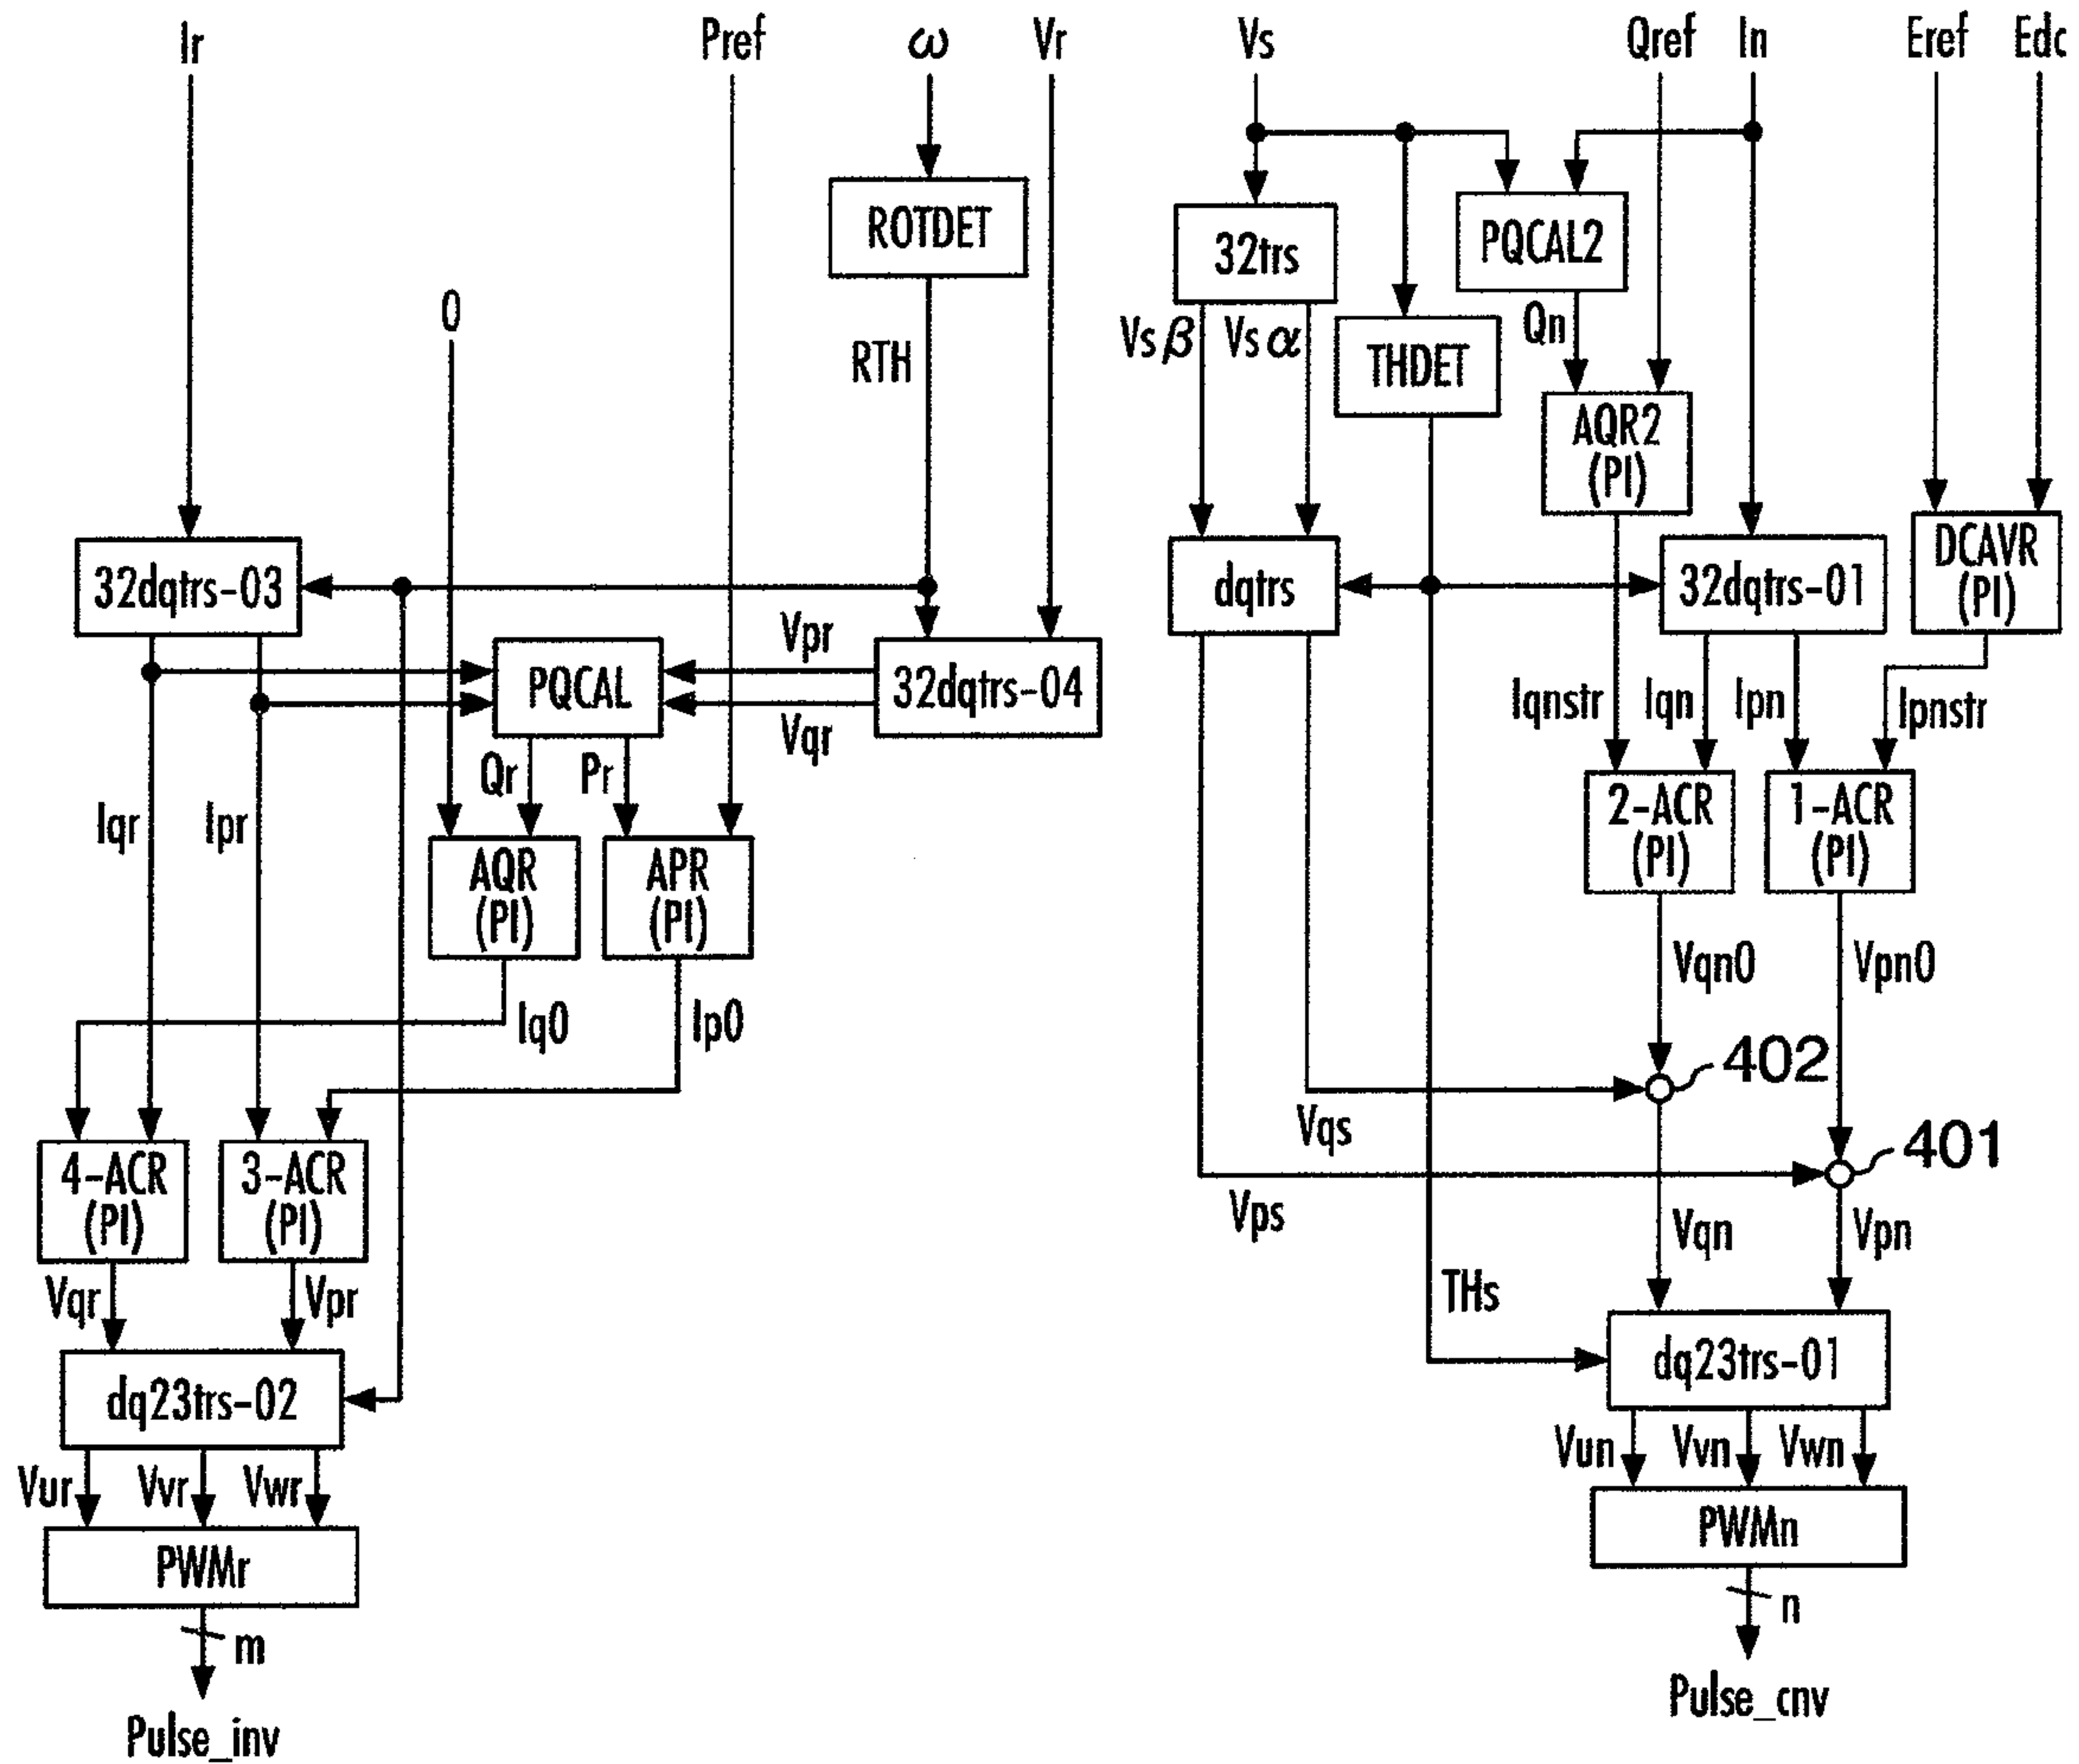 Ir
Pref
ω
Vr
Vs
Qref
In
Eref
Edc
ROTDET
32trs
PQCAL2
0
RTH
Vsβ
Vsα
THDET
Qn
AQR2
(PI)
32dqtrs-03
dqtrs
32dqtrs-01
DCAVR
(PI)
PQCAL
Vpr
Vqr
32dqtrs-04
Iqnstr
Iqn
Ipn
Ipnstr
Qr
Pr
Iqr
Ipr
AQR
(PI)
APR
(PI)
2-ACR
(PI)
1-ACR
(PI)
Vqn0
Vpn0
Iq0
Ip0
402
Vqs
401
4-ACR
(PI)
3-ACR
(PI)
Vps
Vqn
Vpn
Vqr
Vpr
THs
dq23trs-02
dq23trs-01
Vur
Vvr
Vwr
Vun
Vvn
Vwn
PWMr
PWMn
m
n
Pulse_inv
Pulse_cnv